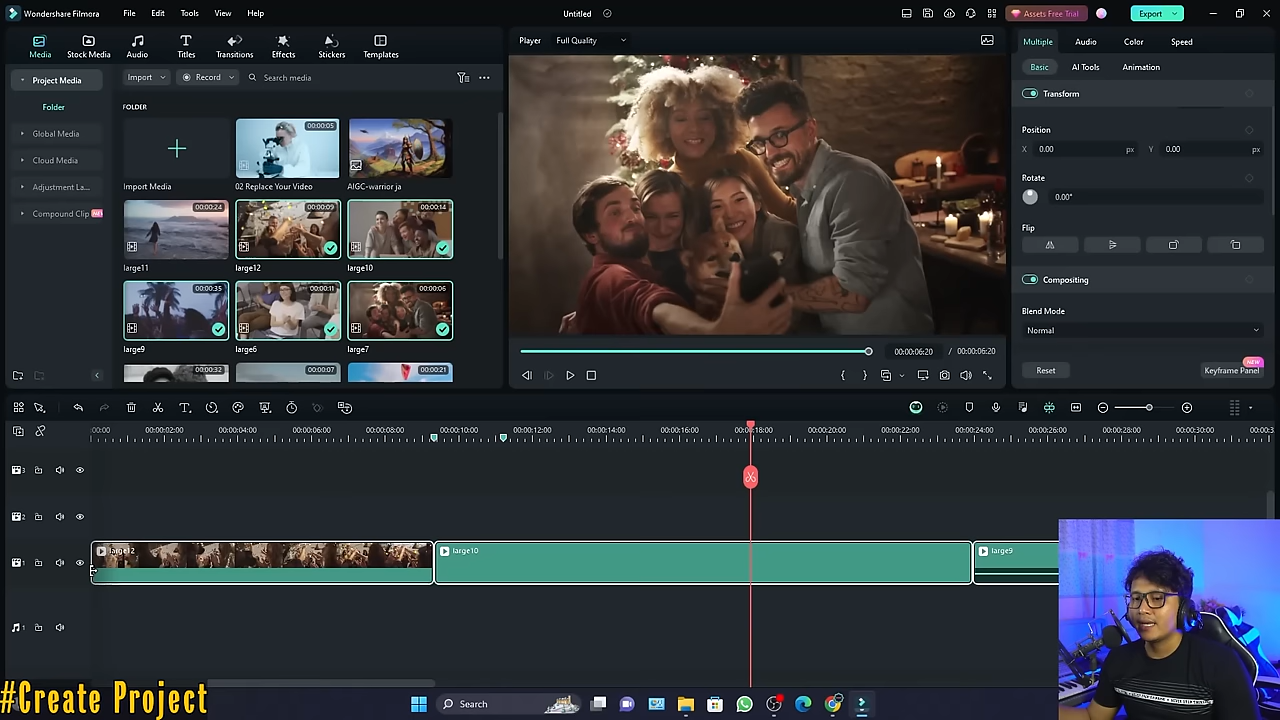 Wondershare Filmora
File
Edit
Tools
View
Help
Untitled
Assets Free Trial
Export
Media
Stock Media
Audio
Titles
Transitions
Effects
Stickers
Templates
Player
Full Quality
Multiple
Audio
Color
Speed
Project Media
Folder
Global Media
Cloud Media
Adjustment La...
Compound Clip
Import
Record
Search media
FOLDER
Import Media
00:00:05
02 Replace Your Video
AIGC-warrior ja
00:00:24
large11
00:00:09
large12
00:00:14
large10
00:00:35
large9
00:00:11
large6
00:00:06
large7
00:00:32
00:00:07
00:00:21
00:00:06:20 / 00:00:06:20
Basic
AI Tools
Animation
Transform
Position
X 0.00 px Y 0.00 px
Rotate
0.00°
Flip
Compositing
Blend Mode
Normal
Reset
NEW
Keyframe Panel
:00:00
00:00:02:00
00:00:04:00
00:00:06:00
00:00:08:00
00:00:10:00
00:00:12:00
00:00:14:00
00:00:16:00
00:00:18:00
00:00:20:00
00:00:22:00
00:00:24:00
00:00:26:00
00:00:28:00
00:00:30:00
00:00:3
3
2
1
large12
large10
large9
1
#Create Project
Search